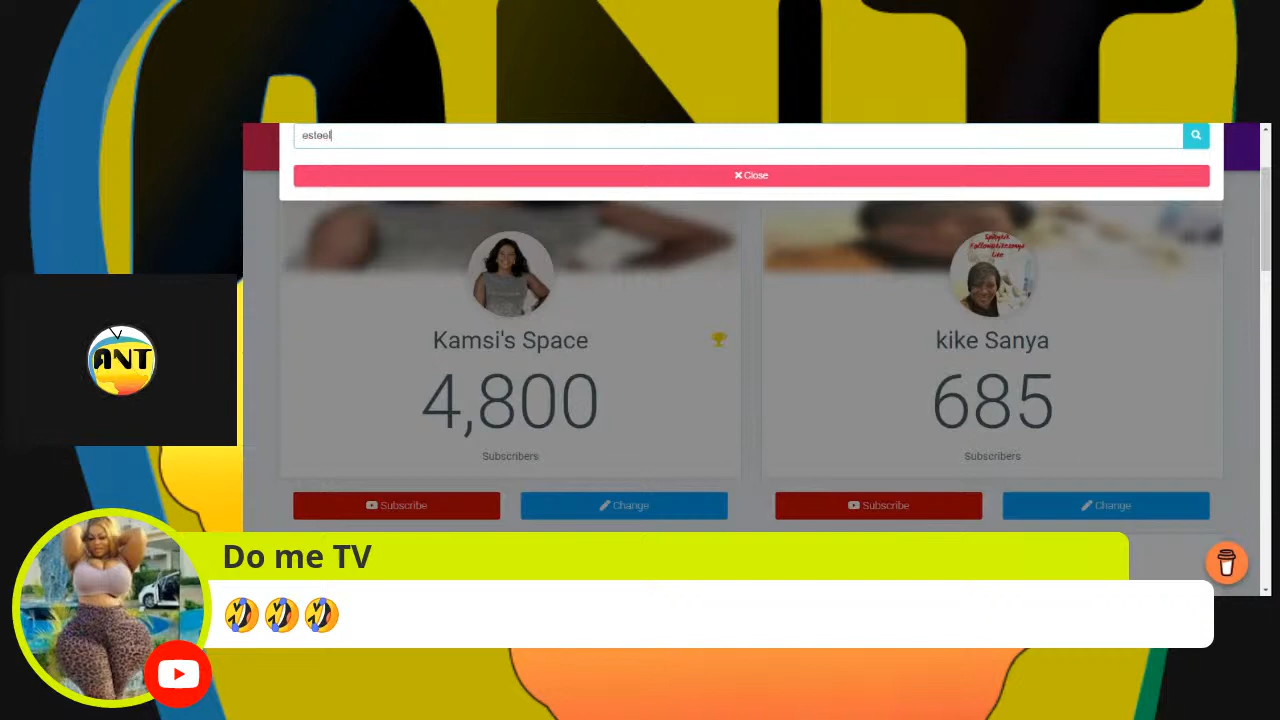 esteel
Close
Kamsi's Space
kike Sanya
4,800
685
Subscribers
Subscribers
Subscribe
Change
Subscribe
Change
ANT
Do me TV
🤣🤣🤣